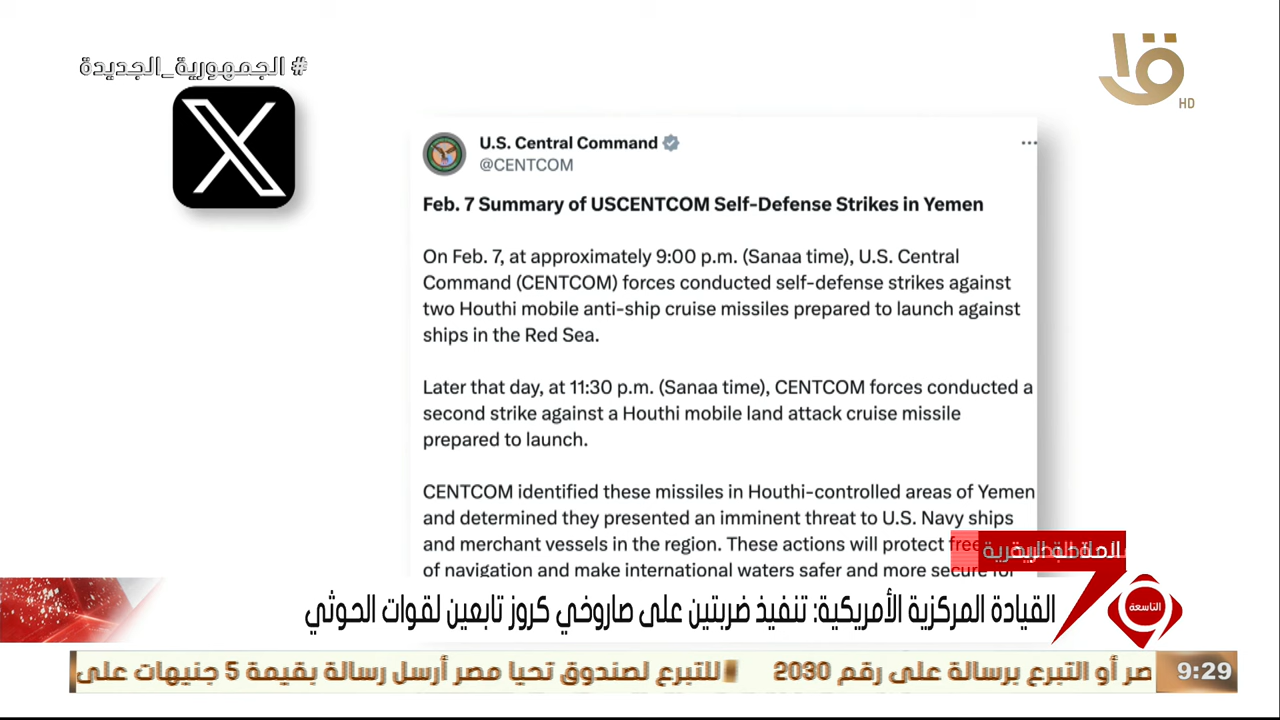 # الجمهورية_الجديدة
HD
U.S. Central Command
@CENTCOM
Feb. 7 Summary of USCENTCOM Self-Defense Strikes in Yemen
On Feb. 7, at approximately 9:00 p.m. (Sanaa time), U.S. Central
Command (CENTCOM) forces conducted self-defense strikes against
two Houthi mobile anti-ship cruise missiles prepared to launch against
ships in the Red Sea.
Later that day, at 11:30 p.m. (Sanaa time), CENTCOM forces conducted a
second strike against a Houthi mobile land attack cruise missile
prepared to launch.
CENTCOM identified these missiles in Houthi-controlled areas of Yemen
and determined they presented an imminent threat to U.S. Navy ships
and merchant vessels in the region. These actions will protect
of navigation and make international waters safer and more secure for
القيادة المركزية الأمريكية: تنفيذ ضربتين على صاروخي كروز تابعين لقوات الحوثي
التاسعة
صر أو التبرع برسالة على رقم 2030 للتبرع لصندوق تحيا مصر أرسل رسالة بقيمة 5 جنيهات على
9:29